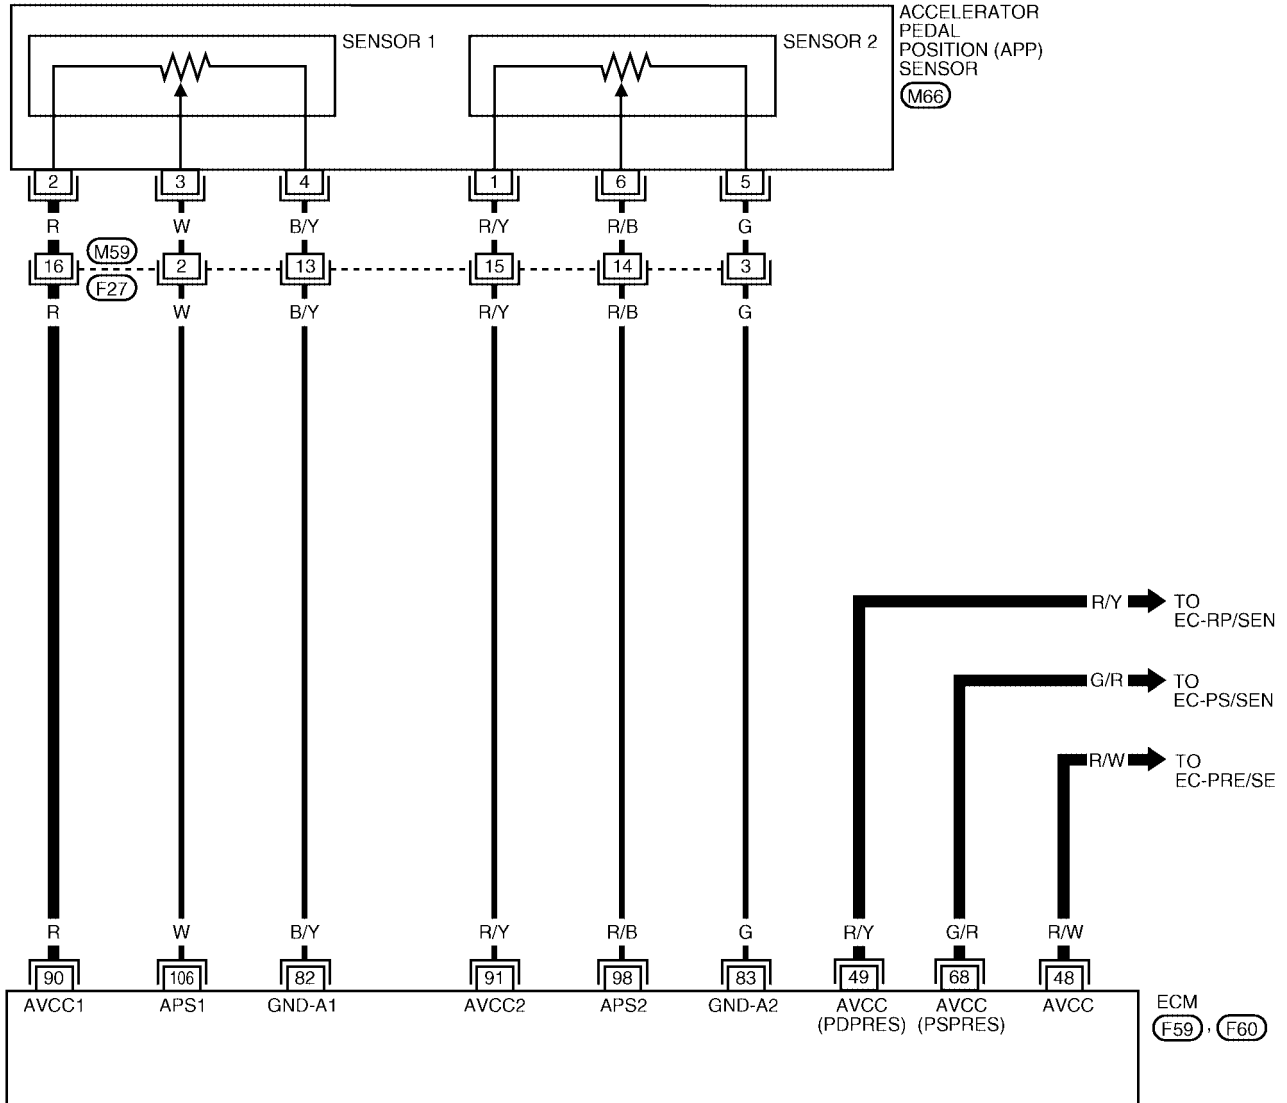 ACCELERATOR
PEDAL
POSITION (APP)
SENSOR
M66
SENSOR 1
SENSOR 2
2 3 4 1 6 5
R W B/Y R/Y R/B G
M59
16 2 13 15 14 3
F27
R W B/Y R/Y R/B G
R/Y TO
EC-RP/SEN
G/R TO
EC-PS/SEN
R/W TO
EC-PRE/SE
R W B/Y R/Y R/B G R/Y G/R R/W
90 106 82 91 98 83 49 68 48
AVCC1 APS1 GND-A1 AVCC2 APS2 GND-A2 AVCC AVCC AVCC
(PDPRES) (PSPRES)
ECM
F59 , F60